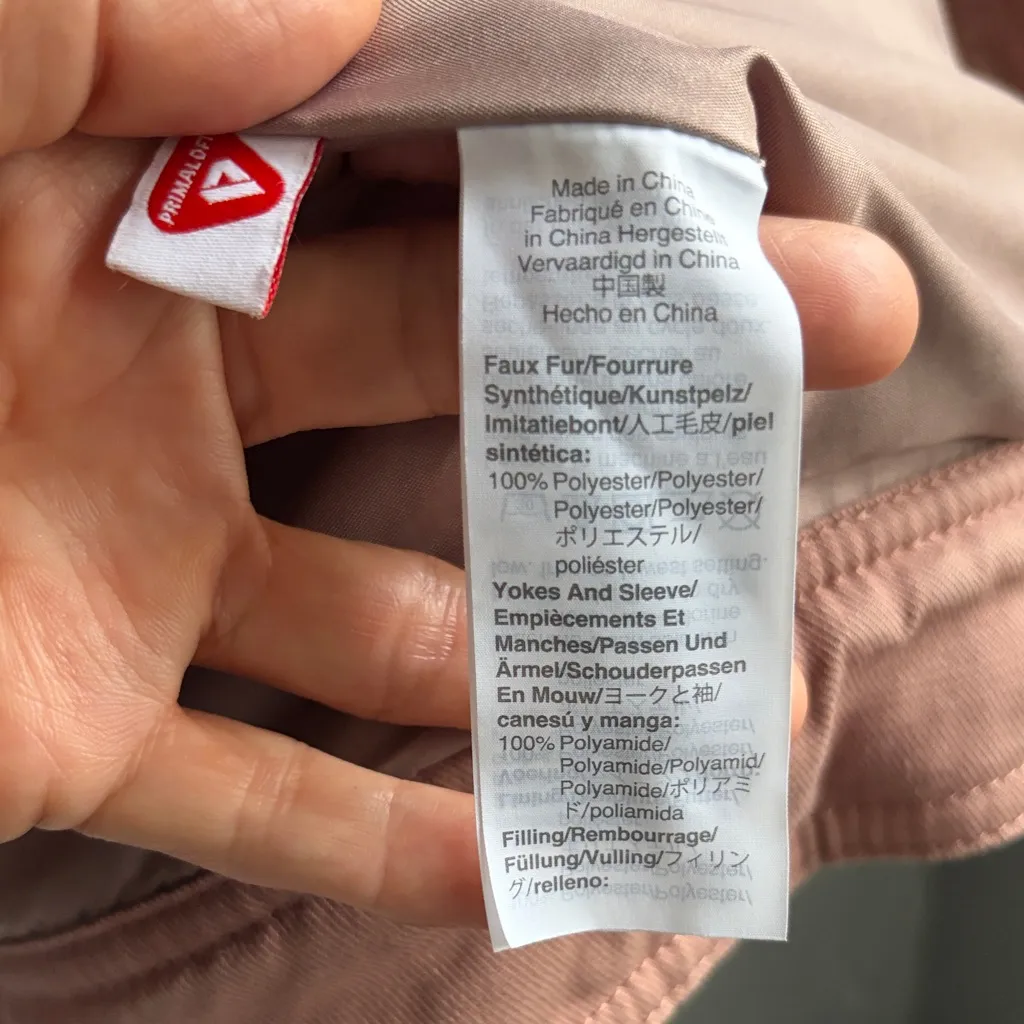 PRIMALOFT
Made in China
Fabriqué en Chine
in China Hergestellt
Vervaardigd in China
中国製
Hecho en China
Faux Fur/Fourrure
Synthétique/Kunstpelz/
Imitatiebont/人工毛皮/piel
sintética:
100% Polyester/Polyester/
Polyester/Polyester/
ポリエステル/
poliéster
Yokes And Sleeve/
Empiècements Et
Manches/Passen Und
Ärmel/Schouderpassen
En Mouw/ヨークと袖/
canesú y manga:
100% Polyamide/
Polyamide/Polyamid/
Polyamide/ポリアミ
ド/poliamida
Filling/Rembourrage/
Füllung/Vulling/フィリン
グ/relleno: